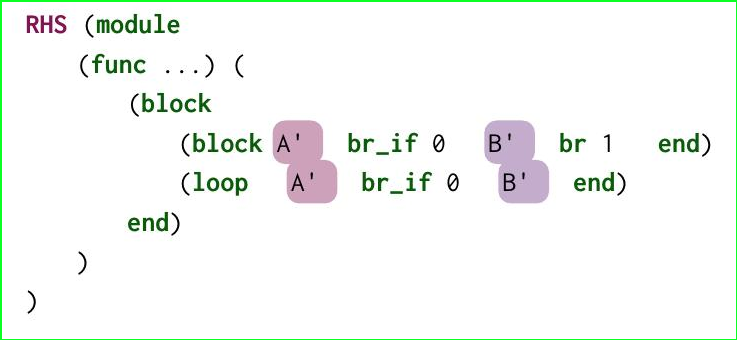 RHS (module
(func ...) (
(block
(block A' br_if 0 B' br 1 end)
(loop A' br_if 0 B' end)
end)
)
)